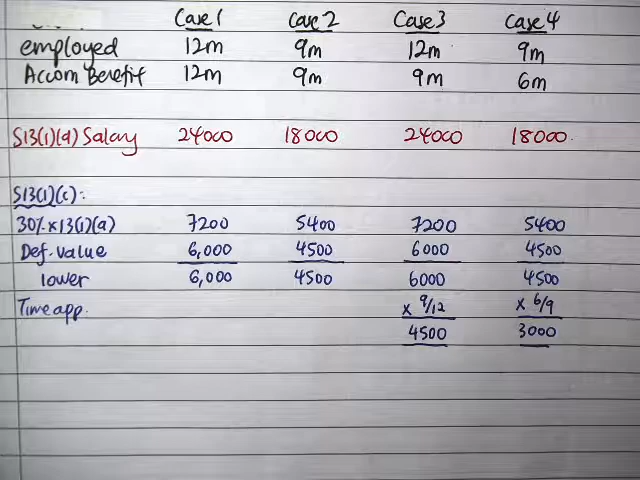 Case 1 Case 2 Case 3 Case 4
employed 12m 9m 12m 9m
Accom Benefit 12m 9m 9m 6m
S13(1)(a) Salary 24000 18000 24000 18000
S13(1)(c):
30% x 13(1)(a) 7200 5400 7200 5400
Def. Value 6,000 4500 6000 4500
lower 6,000 4500 6000 4500
Time app. x 9/12 x 6/9
4500 3000